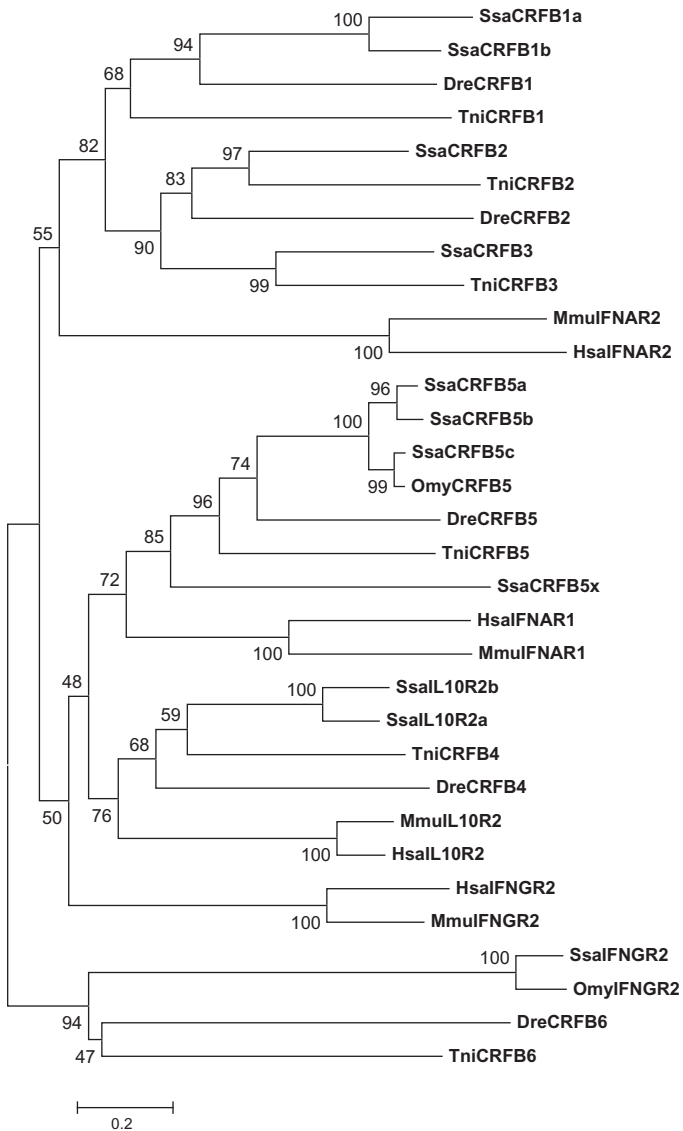 100
SsaCRFB1a
SsaCRFB1b
94
DreCRFB1
68
TniCRFB1
82
SsaCRFB2
97
TniCRFB2
83
DreCRFB2
90
SsaCRFB3
99
TniCRFB3
55
MmuIFNAR2
100
HsaIFNAR2
SsaCRFB5a
96
SsaCRFB5b
100
SsaCRFB5c
99
OmyCRFB5
74
DreCRFB5
96
TniCRFB5
85
SsaCRFB5x
72
HsaIFNAR1
100
MmuIFNAR1
48
SsaIL10R2b
100
SsaIL10R2a
59
TniCRFB4
68
DreCRFB4
76
MmuIL10R2
100
HsaIL10R2
50
HsaIFNGR2
100
MmuIFNGR2
SsaIFNGR2
100
OmyIFNGR2
94
DreCRFB6
47
TniCRFB6
0.2